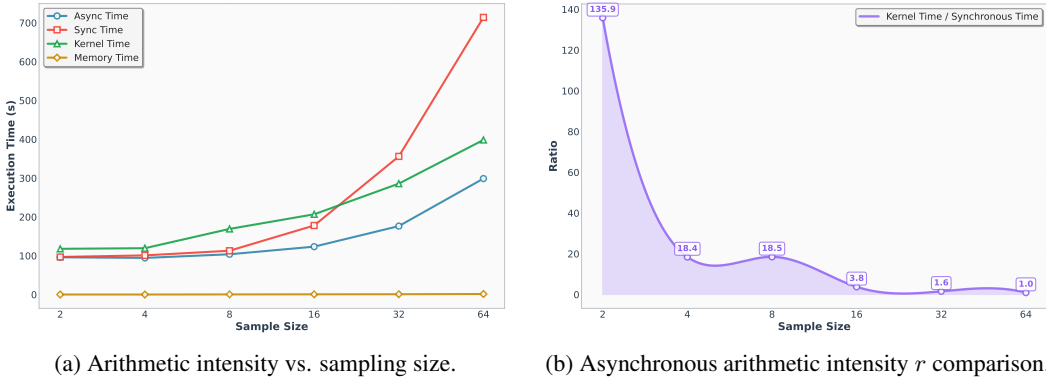 Async Time
Sync Time
Kernel Time
Memory Time
Execution Time (s)
700
600
500
400
300
200
100
0
2 4 8 16 32 64
Sample Size
(a) Arithmetic intensity vs. sampling size.
Kernel Time / Synchronous Time
Ratio
140
120
100
80
60
40
20
0
135.9
18.4
18.5
3.8
1.6
1.0
2 4 8 16 32 64
Sample Size
(b) Asynchronous arithmetic intensity r comparison.